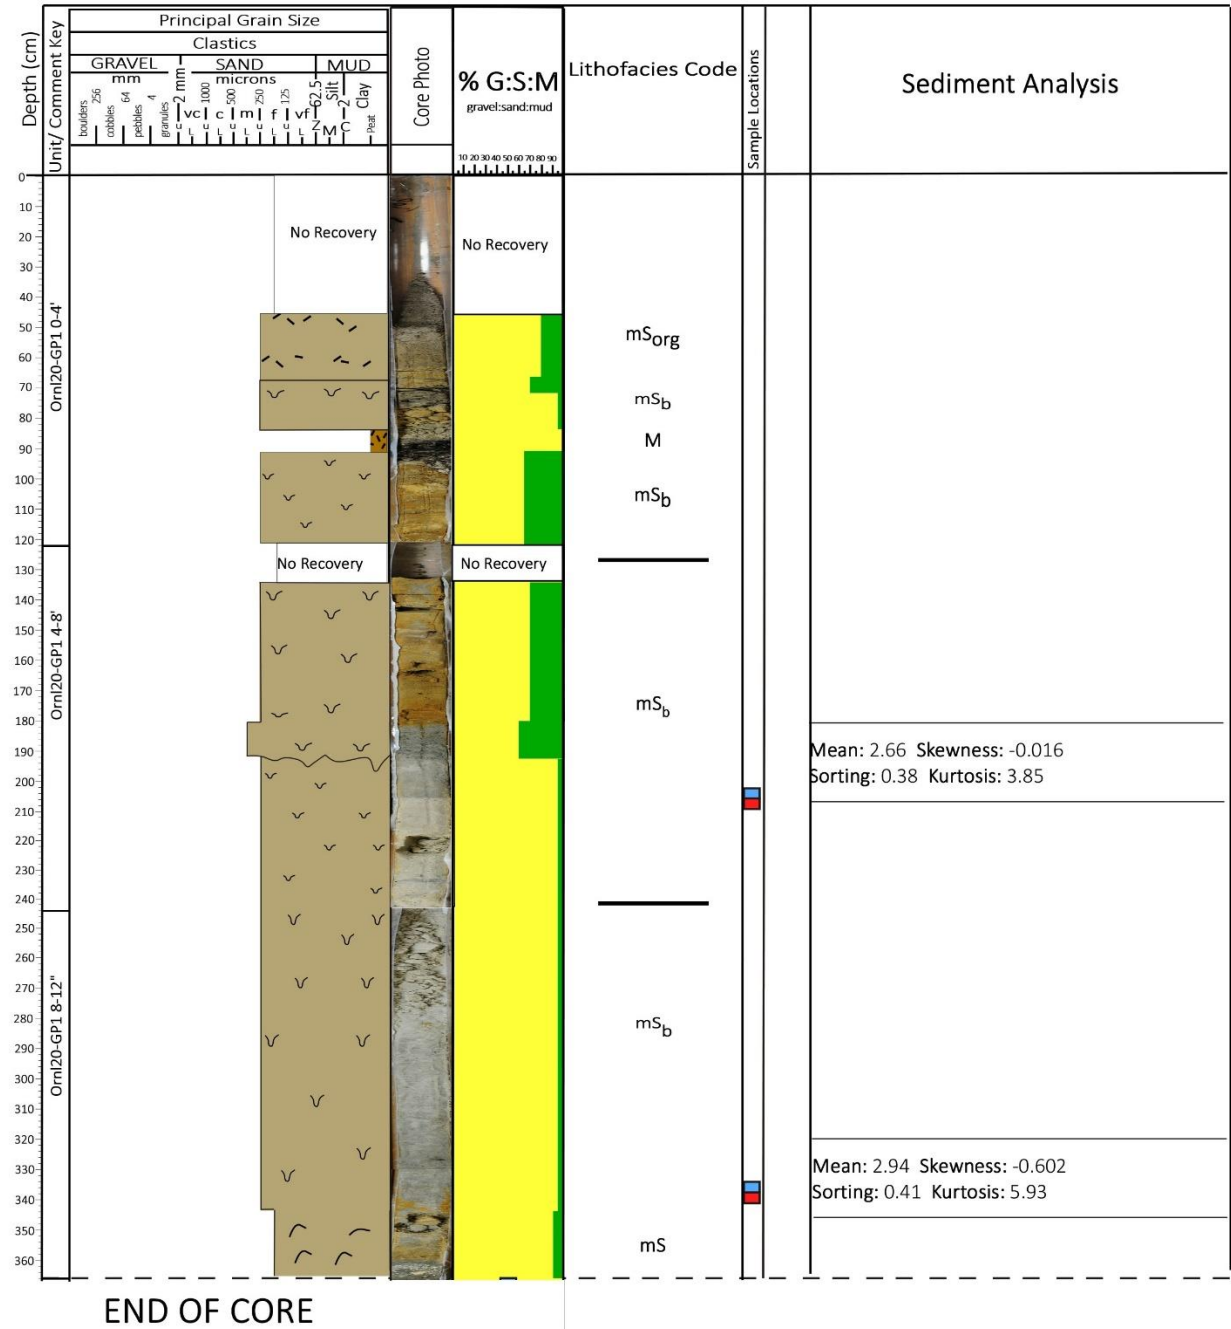 Depth (cm)
Unit/ Comment Key
Principal Grain Size
Clastics
GRAVEL SAND MUD
mm microns
boulders 256 cobbles 64 pebbles 4 granules 2 mm 1000 500 250 125 62.5 Silt 2 Clay
vc c m f vf
U L U L U L U L U L Z M C Peat
Core Photo
% G:S:M
gravel:sand:mud
10 20 30 40 50 60 70 80 90
Lithofacies Code
Sample Locations
Sediment Analysis
0
10
20
30
40
50
60
70
80
90
100
110
120
130
140
150
160
170
180
190
200
210
220
230
240
250
260
270
280
290
300
310
320
330
340
350
360
Ornl20-GP1 0-4'
Ornl20-GP1 4-8'
Ornl20-GP1 8-12"
No Recovery
No Recovery
No Recovery
No Recovery
mSorg
mSb
M
mSb
mSb
mSb
mS
Mean: 2.66 Skewness: -0.016
Sorting: 0.38 Kurtosis: 3.85
Mean: 2.94 Skewness: -0.602
Sorting: 0.41 Kurtosis: 5.93
END OF CORE